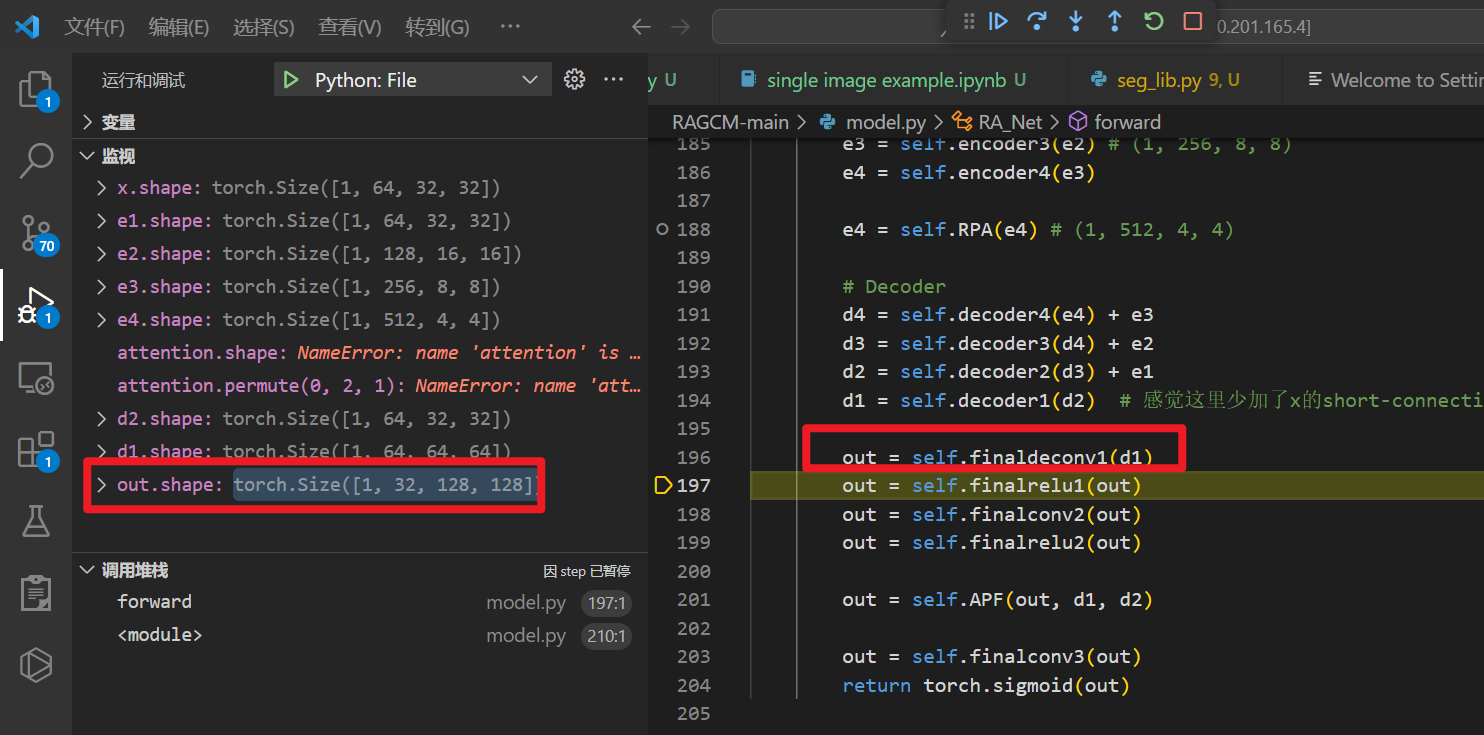 文件(F) 编辑(E) 选择(S) 查看(V) 转到(G) ··· 0.201.165.4]
运行和调试 Python: File ···
y U single image example.ipynb U seg_lib.py 9, U Welcome to Settin
RAGCM-main > model.py > RA_Net > forward
1
70
1
1
变量
监视
x.shape: torch.Size([1, 64, 32, 32])
e1.shape: torch.Size([1, 64, 32, 32])
e2.shape: torch.Size([1, 128, 16, 16])
e3.shape: torch.Size([1, 256, 8, 8])
e4.shape: torch.Size([1, 512, 4, 4])
attention.shape: NameError: name 'attention' is …
attention.permute(0, 2, 1): NameError: name 'att…
d2.shape: torch.Size([1, 64, 32, 32])
d1.shape: torch.Size([1, 64, 64, 64])
out.shape: torch.Size([1, 32, 128, 128]
调用堆栈 因 step 已暂停
forward model.py 197:1
<module> model.py 210:1
185 e3 = self.encoder3(e2) # (1, 256, 8, 8)
186 e4 = self.encoder4(e3)
187
188 e4 = self.RPA(e4) # (1, 512, 4, 4)
189
190 # Decoder
191 d4 = self.decoder4(e4) + e3
192 d3 = self.decoder3(d4) + e2
193 d2 = self.decoder2(d3) + e1
194 d1 = self.decoder1(d2) # 感觉这里少加了x的short-connecti
195
196 out = self.finaldeconv1(d1)
197 out = self.finalrelu1(out)
198 out = self.finalconv2(out)
199 out = self.finalrelu2(out)
200
201 out = self.APF(out, d1, d2)
202
203 out = self.finalconv3(out)
204 return torch.sigmoid(out)
205